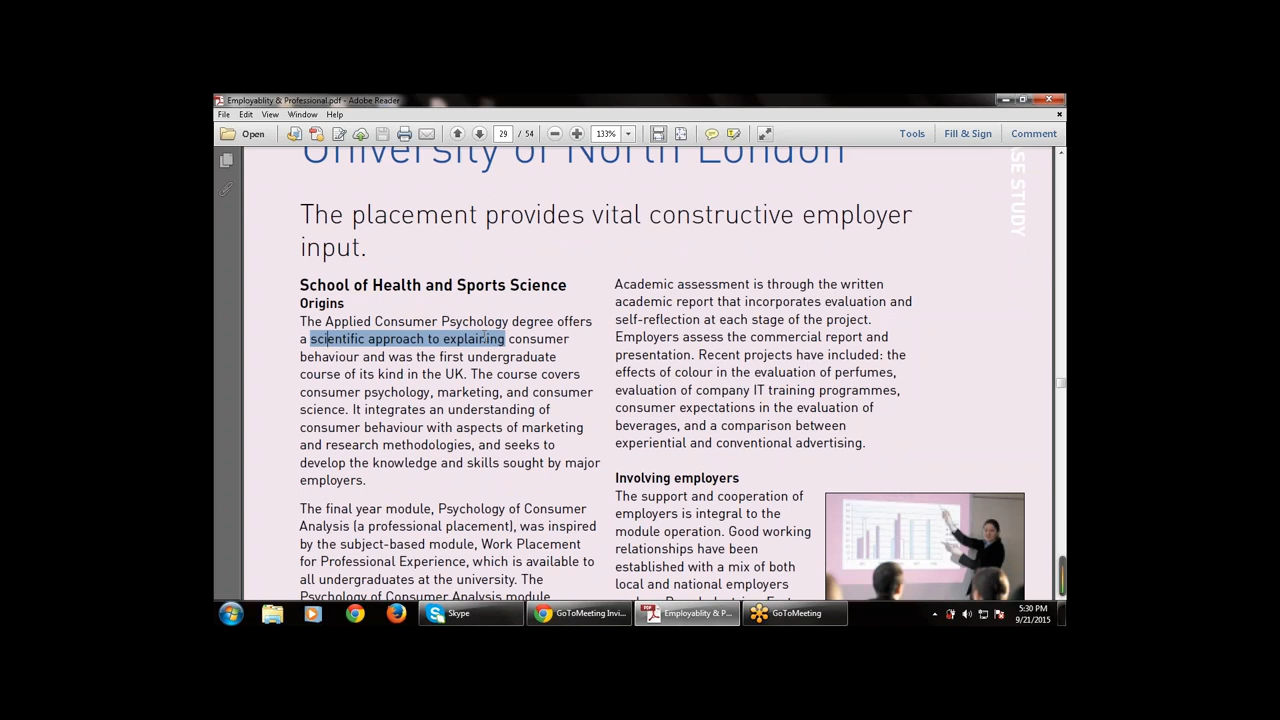 Employablity & Professional.pdf - Adobe Reader
File Edit View Window Help
Open 29 / 54 133% Tools Fill & Sign Comment
University of North London
ASE STUDY
The placement provides vital constructive employer
input.
School of Health and Sports Science
Origins
The Applied Consumer Psychology degree offers
a scientific approach to explaining consumer
behaviour and was the first undergraduate
course of its kind in the UK. The course covers
consumer psychology, marketing, and consumer
science. It integrates an understanding of
consumer behaviour with aspects of marketing
and research methodologies, and seeks to
develop the knowledge and skills sought by major
employers.
The final year module, Psychology of Consumer
Analysis (a professional placement), was inspired
by the subject-based module, Work Placement
for Professional Experience, which is available to
all undergraduates at the university. The
Psychology of Consumer Analysis module
Academic assessment is through the written
academic report that incorporates evaluation and
self-reflection at each stage of the project.
Employers assess the commercial report and
presentation. Recent projects have included: the
effects of colour in the evaluation of perfumes,
evaluation of company IT training programmes,
consumer expectations in the evaluation of
beverages, and a comparison between
experiential and conventional advertising.
Involving employers
The support and cooperation of
employers is integral to the
module operation. Good working
relationships have been
established with a mix of both
local and national employers
Skype GoToMeeting Invi... Employablity & P... GoToMeeting
5:30 PM
9/21/2015